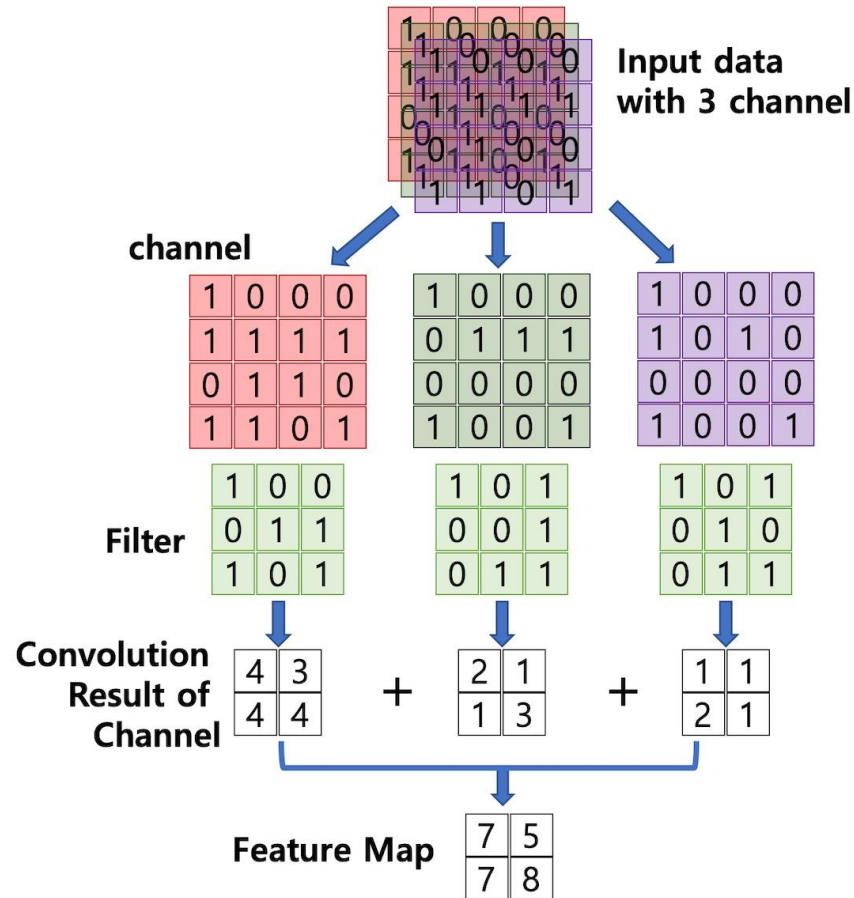 Input data
with 3 channel
channel
1 0 0 0 1 0 0 0 1 0 0 0
1 1 1 1 0 1 1 1 1 0 1 0
0 1 1 0 0 0 0 0 0 0 0 0
1 1 0 1 1 0 0 1 1 0 0 1
1 0 0 1 0 1 1 0 1
Filter 0 1 1 0 0 1 0 1 0
1 0 1 0 1 1 0 1 1
Convolution
Result of
Channel
4 3 2 1 1 1
+ +
4 4 1 3 2 1
Feature Map
7 5
7 8